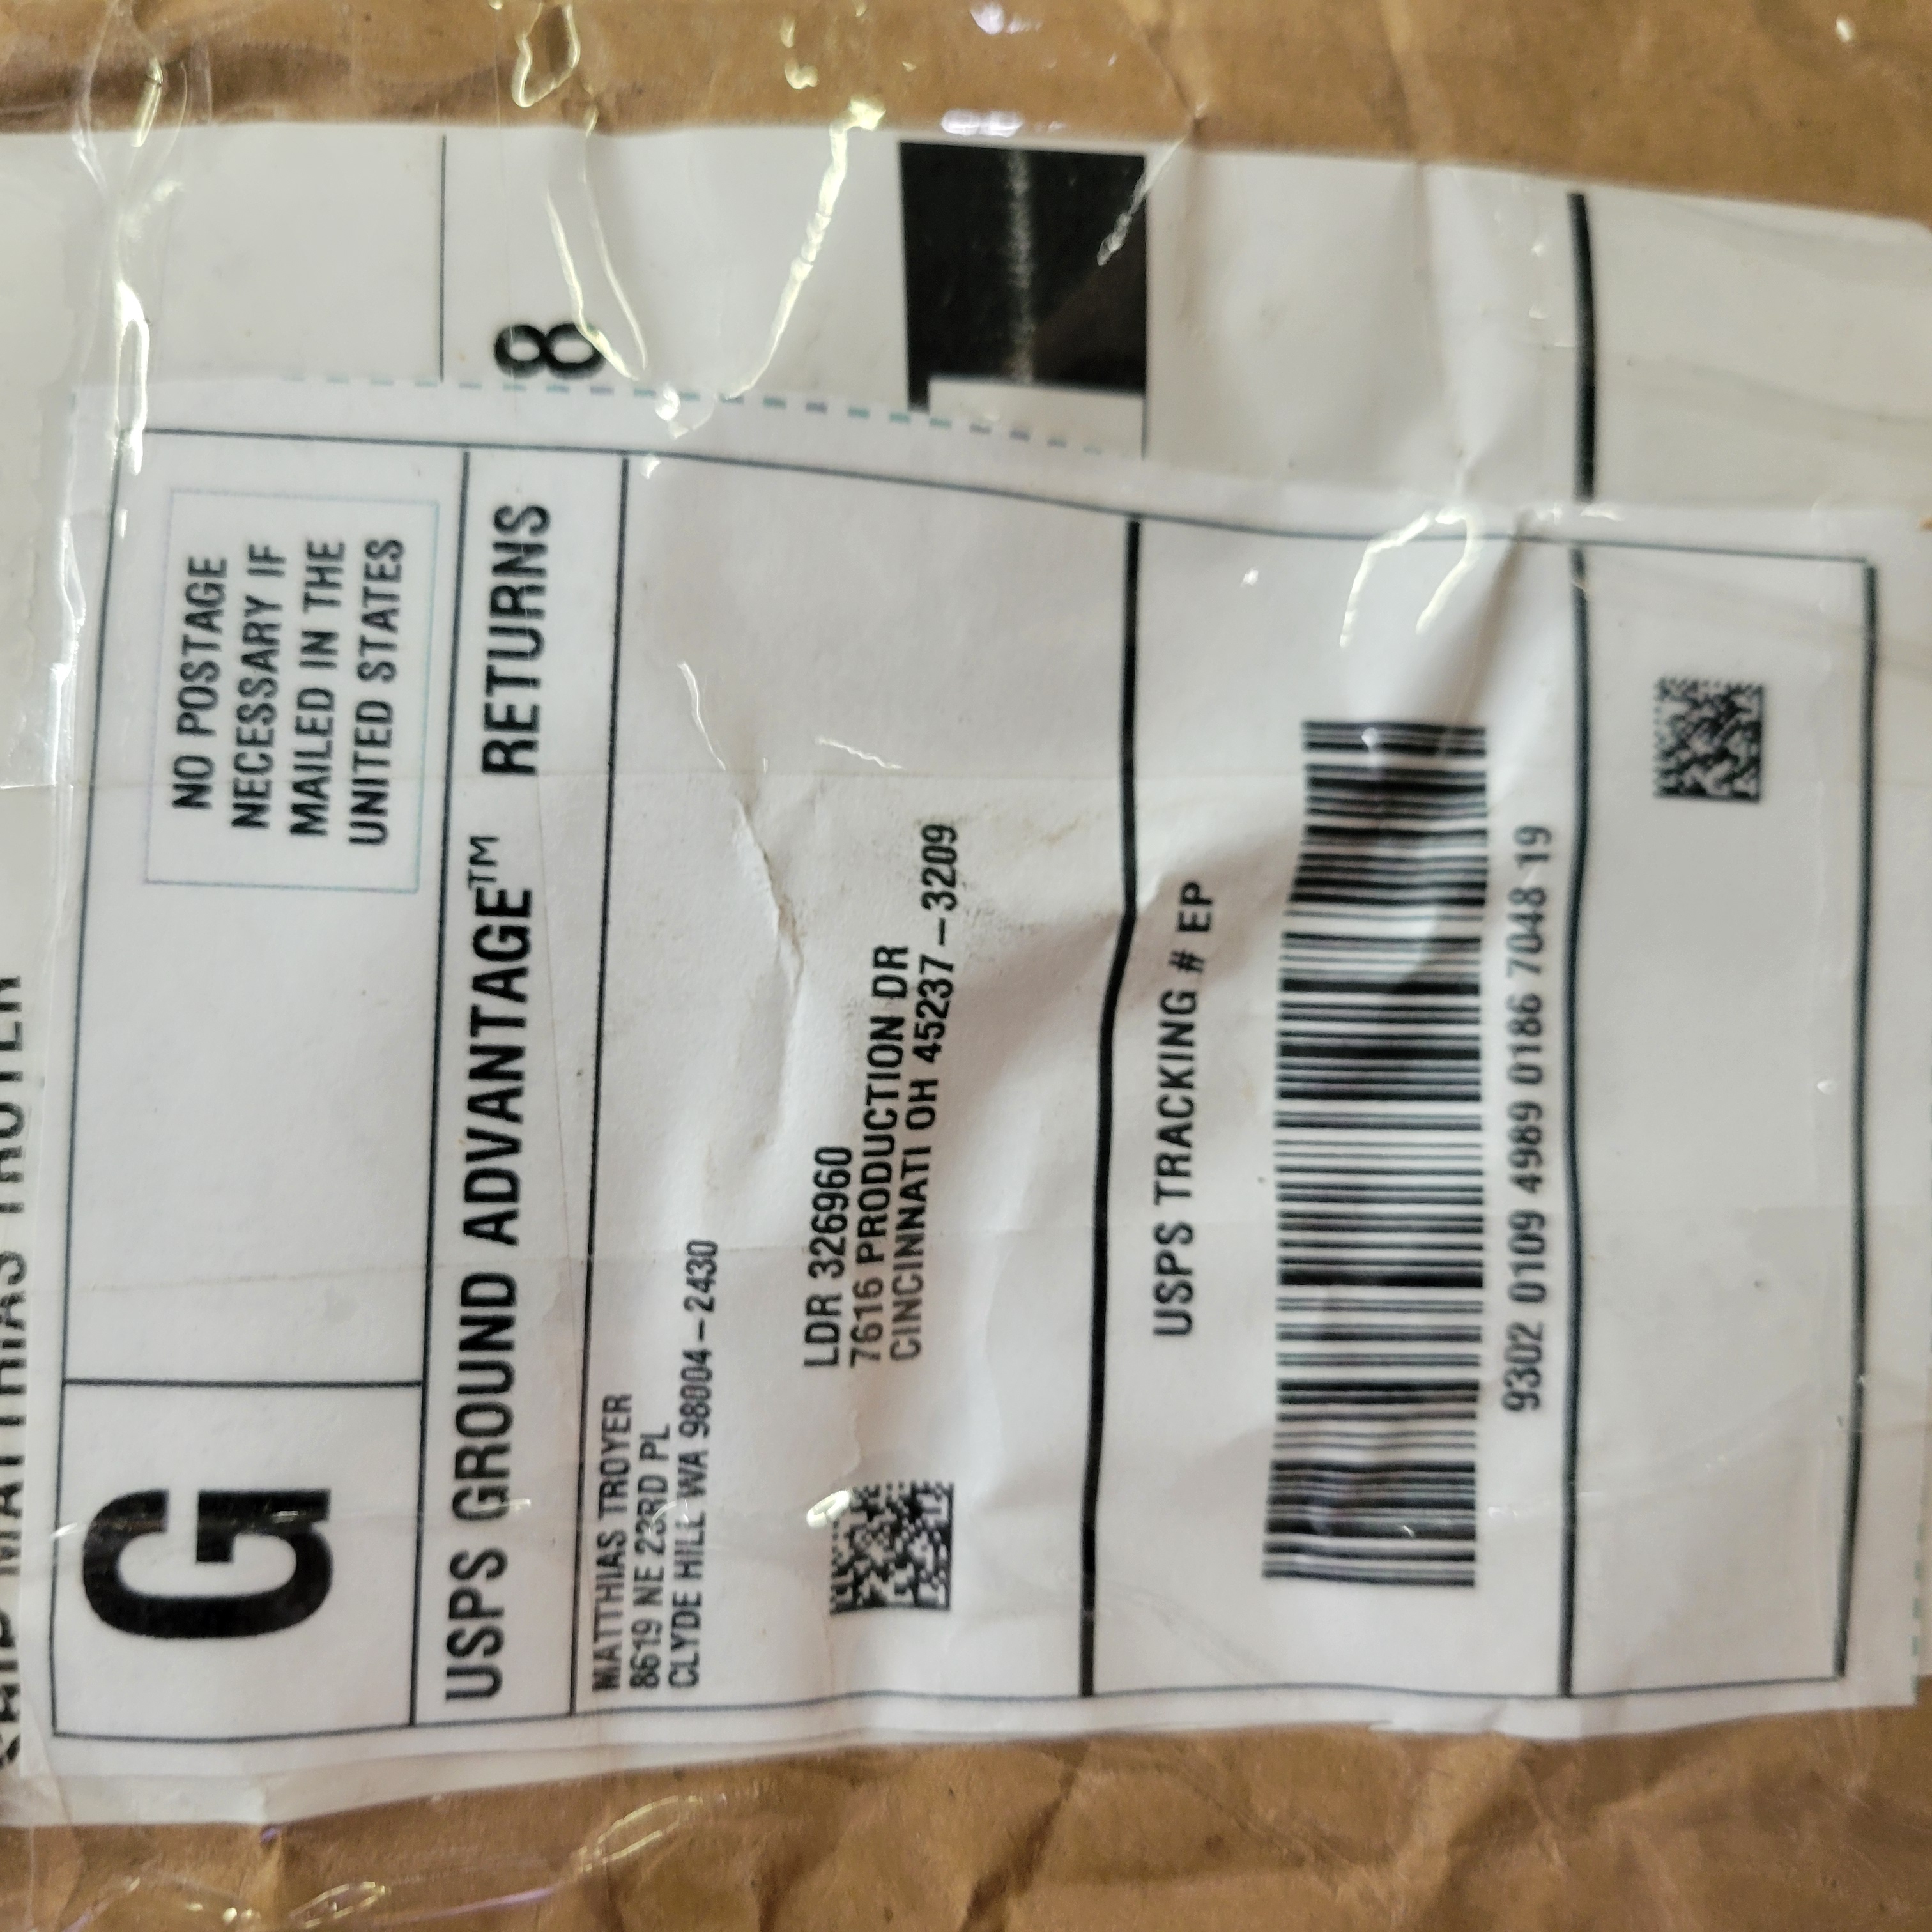 G
NO POSTAGE
NECESSARY IF
MAILED IN THE
UNITED STATES
USPS GROUND ADVANTAGE™ RETURNS
8
MATTHIAS TROYER
8619 NE 23RD PL
CLYDE HILL WA 98004-2430
LDR 326960
7616 PRODUCTION DR
CINCINNATI OH 45237-3209
USPS TRACKING # EP
9302 0109 4989 0186 7048 19